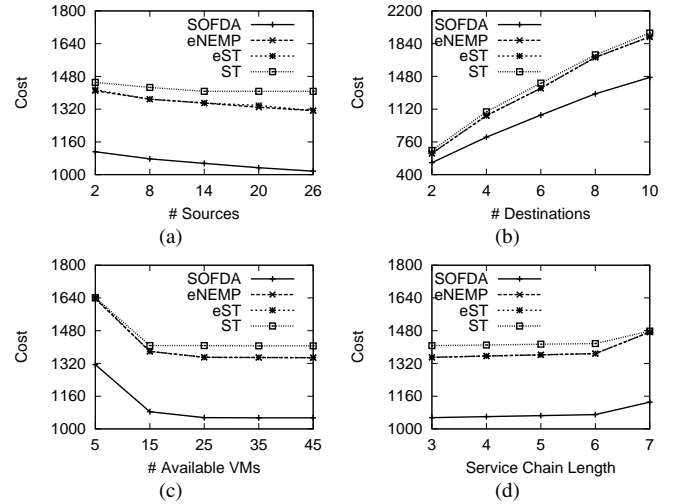 1800
1640
1480
1320
1160
1000
Cost
SOFDA
eNEMP
eST
ST
2 8 14 20 26
# Sources
(a)
2200
1840
1480
1120
760
400
Cost
SOFDA
eNEMP
eST
ST
2 4 6 8 10
# Destinations
(b)
1800
1640
1480
1320
1160
1000
Cost
SOFDA
eNEMP
eST
ST
5 15 25 35 45
# Available VMs
(c)
1800
1640
1480
1320
1160
1000
Cost
SOFDA
eNEMP
eST
ST
3 4 5 6 7
Service Chain Length
(d)